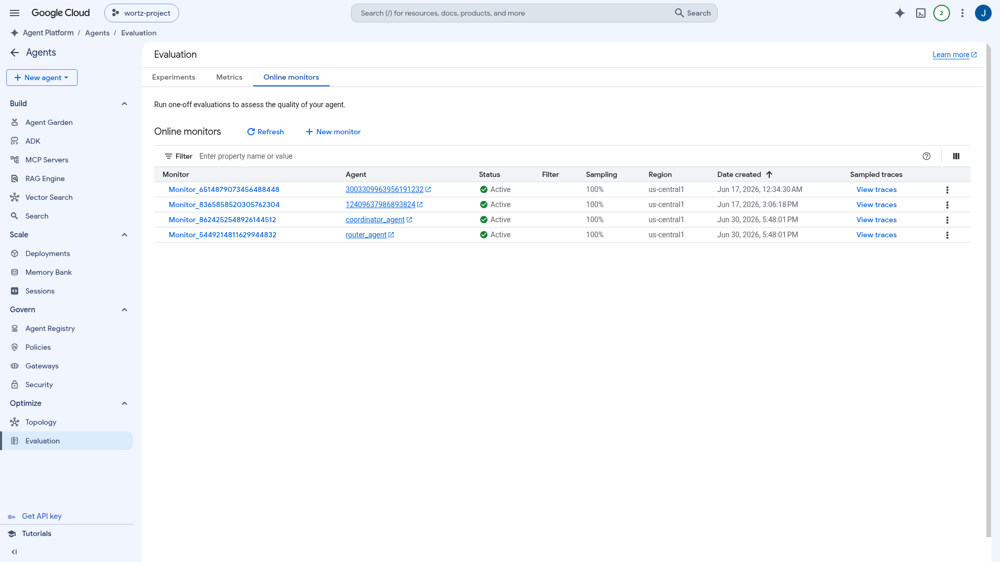 Google Cloud
wortz-project
Search (/) for resources, docs, products, and more
Search
2
J
Agent Platform / Agents / Evaluation
Agents
New agent
Build
Agent Garden
ADK
MCP Servers
RAG Engine
Vector Search
Search
Scale
Deployments
Memory Bank
Sessions
Govern
Agent Registry
Policies
Gateways
Security
Optimize
Topology
Evaluation
Get API key
Tutorials
Evaluation
Learn more
Experiments Metrics Online monitors
Run one-off evaluations to assess the quality of your agent.
Online monitors Refresh New monitor
Filter Enter property name or value
Monitor Agent Status Filter Sampling Region Date created Sampled traces
Monitor_6514879073456488448 3003309963956191232 Active 100% us-central1 Jun 17, 2026, 12:34:30 AM View traces
Monitor_8365858520305762304 12409637986893824 Active 100% us-central1 Jun 17, 2026, 3:06:18 PM View traces
Monitor_8624252548926144512 coordinator_agent Active 100% us-central1 Jun 30, 2026, 5:48:01 PM View traces
Monitor_5449214811629944832 router_agent Active 100% us-central1 Jun 30, 2026, 5:48:01 PM View traces